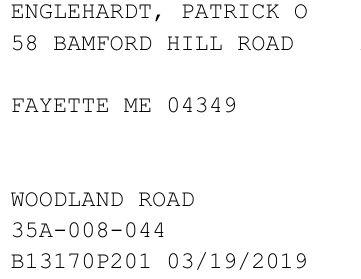 ENGLEHARDT, PATRICK O
58 BAMFORD HILL ROAD
FAYETTE ME 04349
WOODLAND ROAD
35A-008-044
B13170P201 03/19/2019